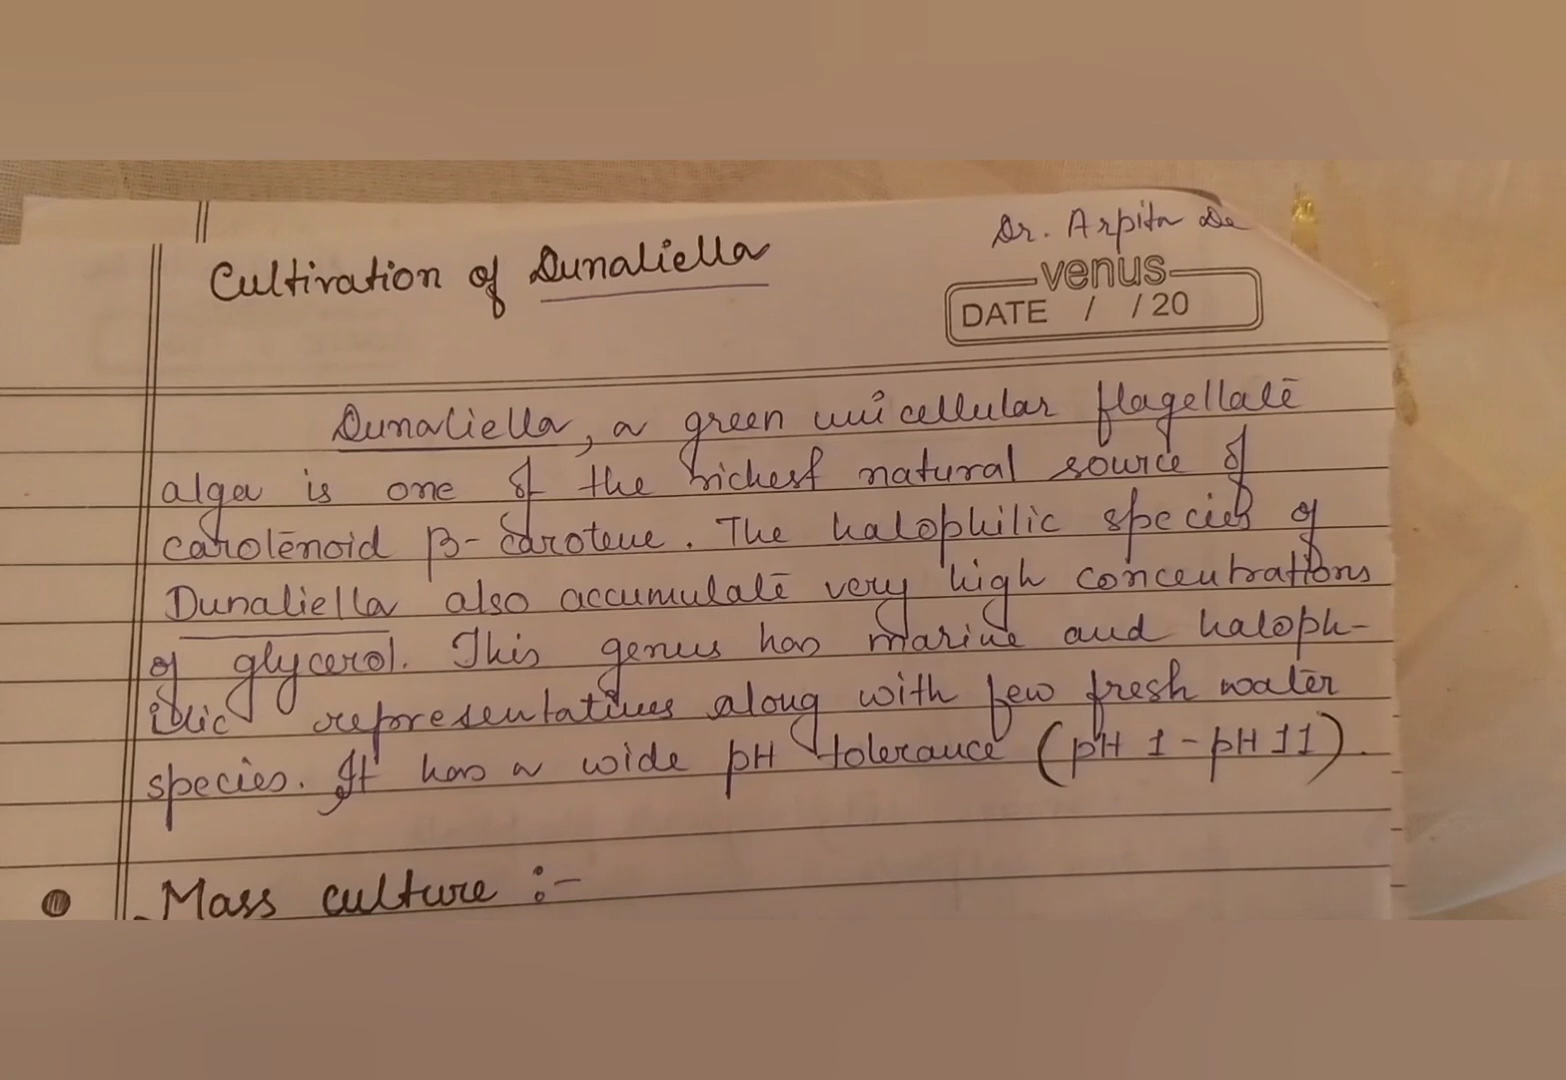 Dr. Arpita De
Cultivation of Dunaliella
venus
DATE / /20
Dunaliella, a green unicellular flagellate
alga is one of the richest natural source of
carotenoid β-carotene. The halophilic species of
Dunaliella also accumulate very high concentrations
of glycerol. This genus has marine and haloph-
ilic representatives along with few fresh water
species. It has a wide pH tolerance (pH 1-pH 11).
Mass culture :-